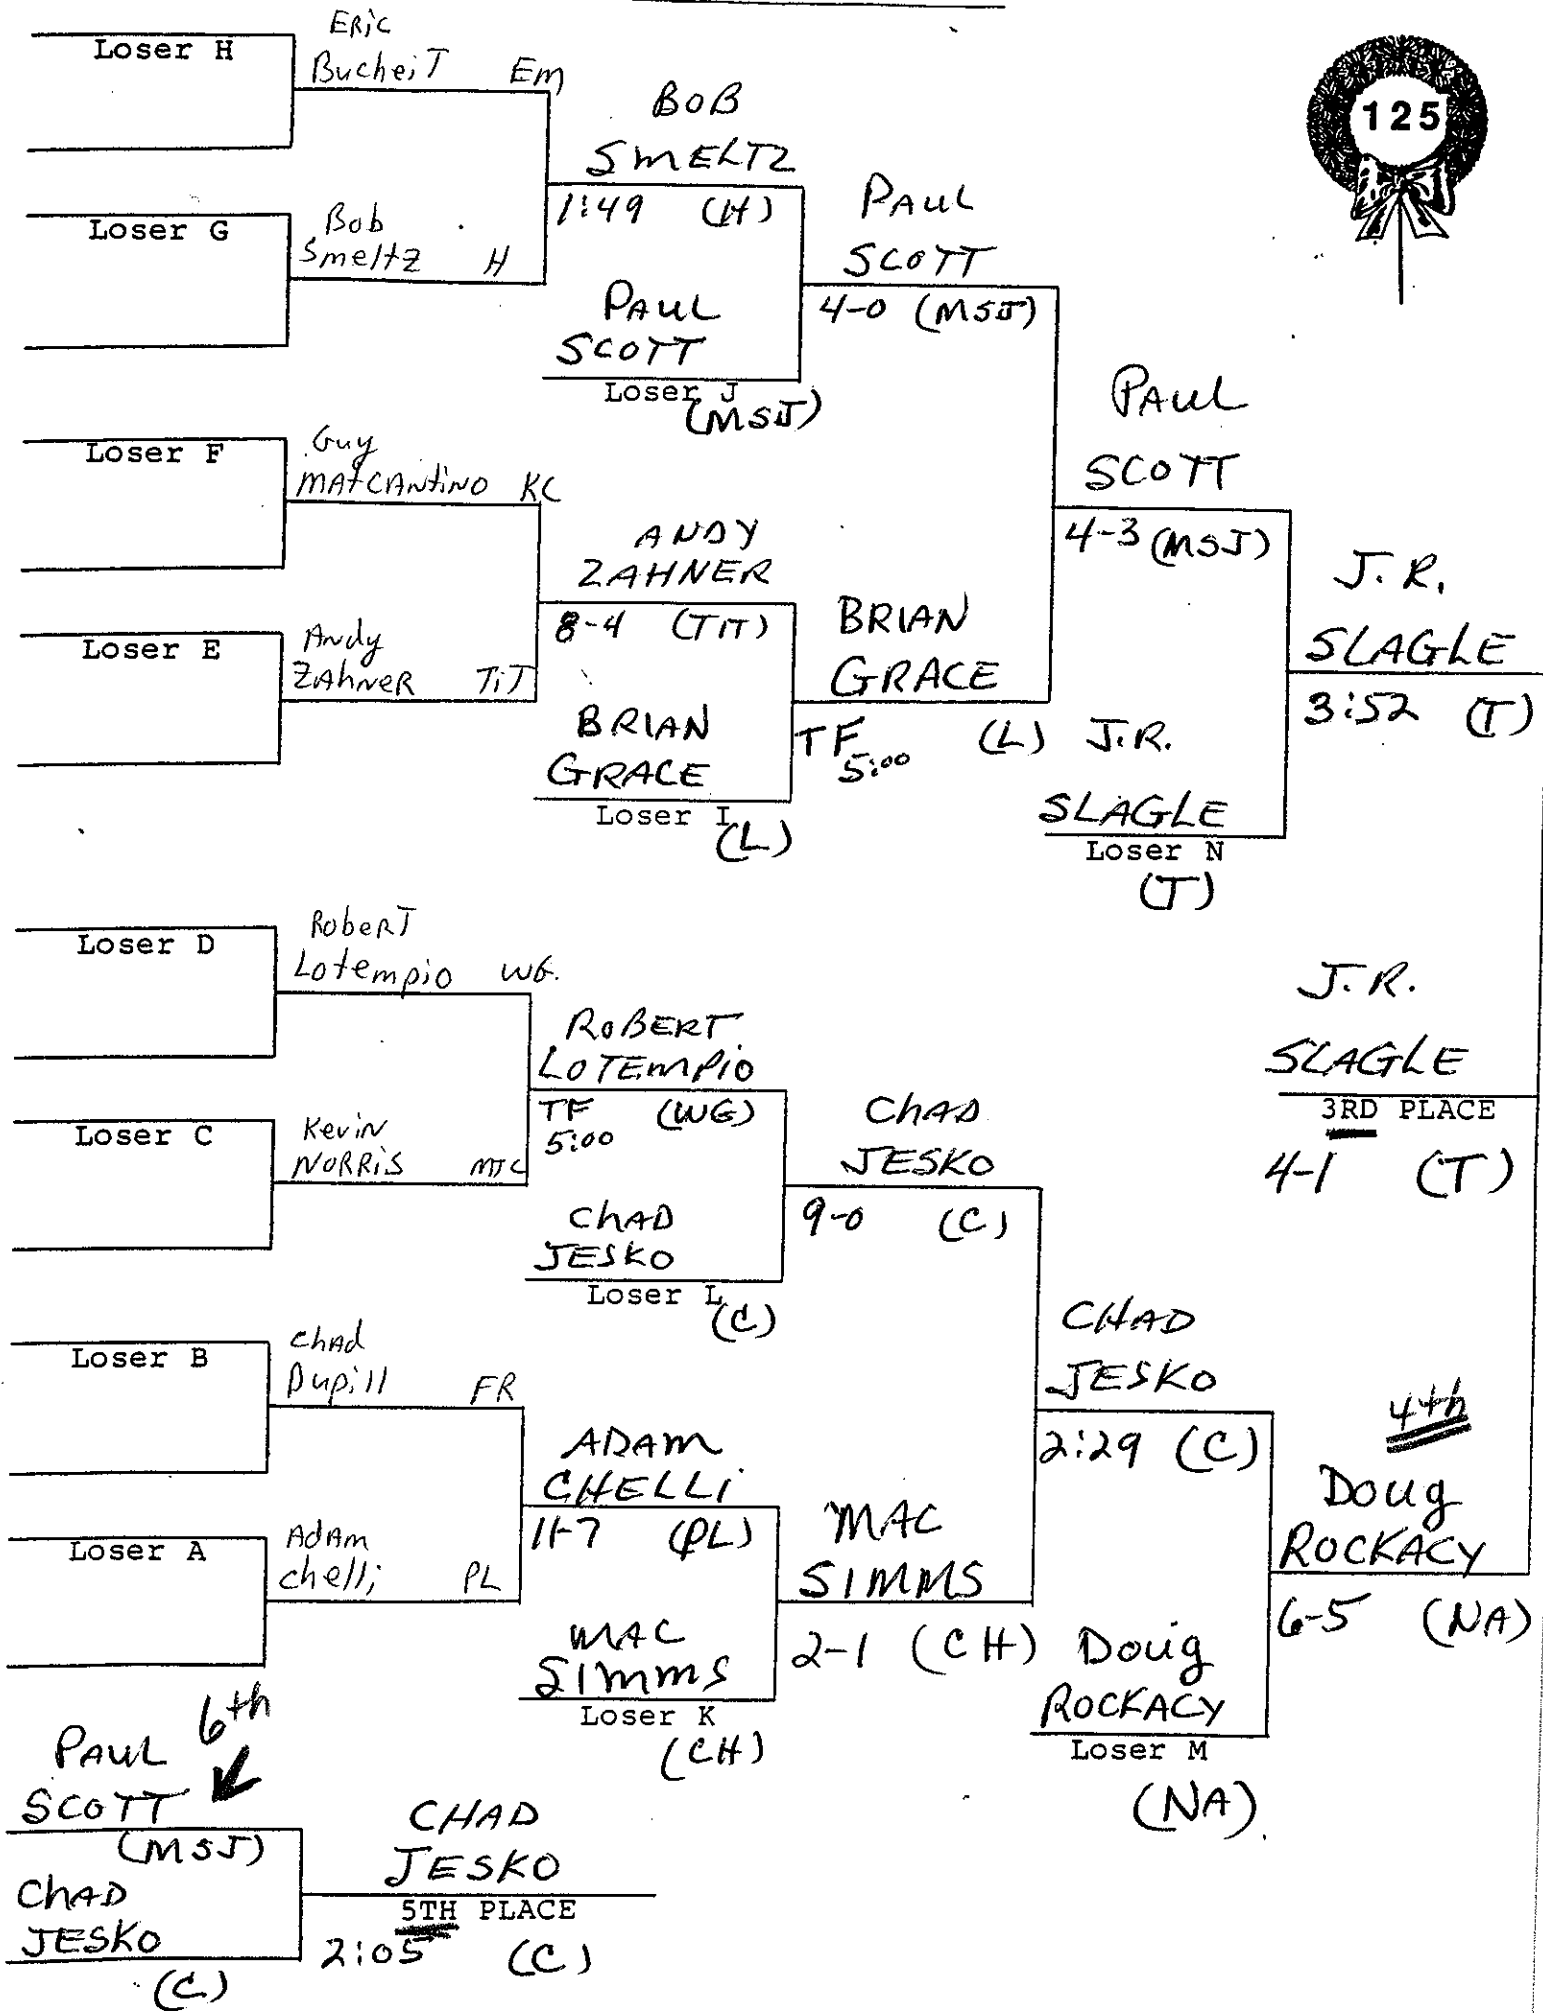 125
Loser H
ERiC
BucheiT Em
BOB
SMELTZ
1:49 (H)
Loser G
Bob
Smeltz H
PAUL
SCOTT
4-0 (MSJ)
PAUL
SCOTT
Loser J
(MSJ)
PAUL
SCOTT
4-3 (MSJ)
Loser F
Guy
MATCANTiNO KC
ANDY
ZAHNER
8-4 (TIT)
Loser E
Andy
ZAhNeR TiT
BRIAN
GRACE
TF
5:00 (L)
BRIAN
GRACE
Loser I
(L)
J.R.
SLAGLE
3:52 (T)
J.R.
SLAGLE
Loser N
(T)
Loser D
RobeRT
Lotempio WG.
ROBERT
LOTEMPIO
TF (WG)
5:00
Loser C
Kevin
NORRiS MTC
CHAD
JESKO
9-0 (C)
CHAD
JESKO
Loser L
(C)
J.R.
SLAGLE
3RD PLACE
4-1 (T)
Loser B
chad
Dupill FR
CHAD
JESKO
2:29 (C)
ADAM
CHELLi
11-7 (PL)
Loser A
AdAm
chelli PL
MAC
SIMMS
2-1 (CH)
MAC
SIMMS
Loser K
(CH)
4th
Doug
ROCKACY
6-5 (NA)
Doug
ROCKACY
Loser M
(NA)
6th
PAUL
SCOTT
(MSJ)
CHAD
JESKO
(C)
CHAD
JESKO
5TH PLACE
2:05 (C)